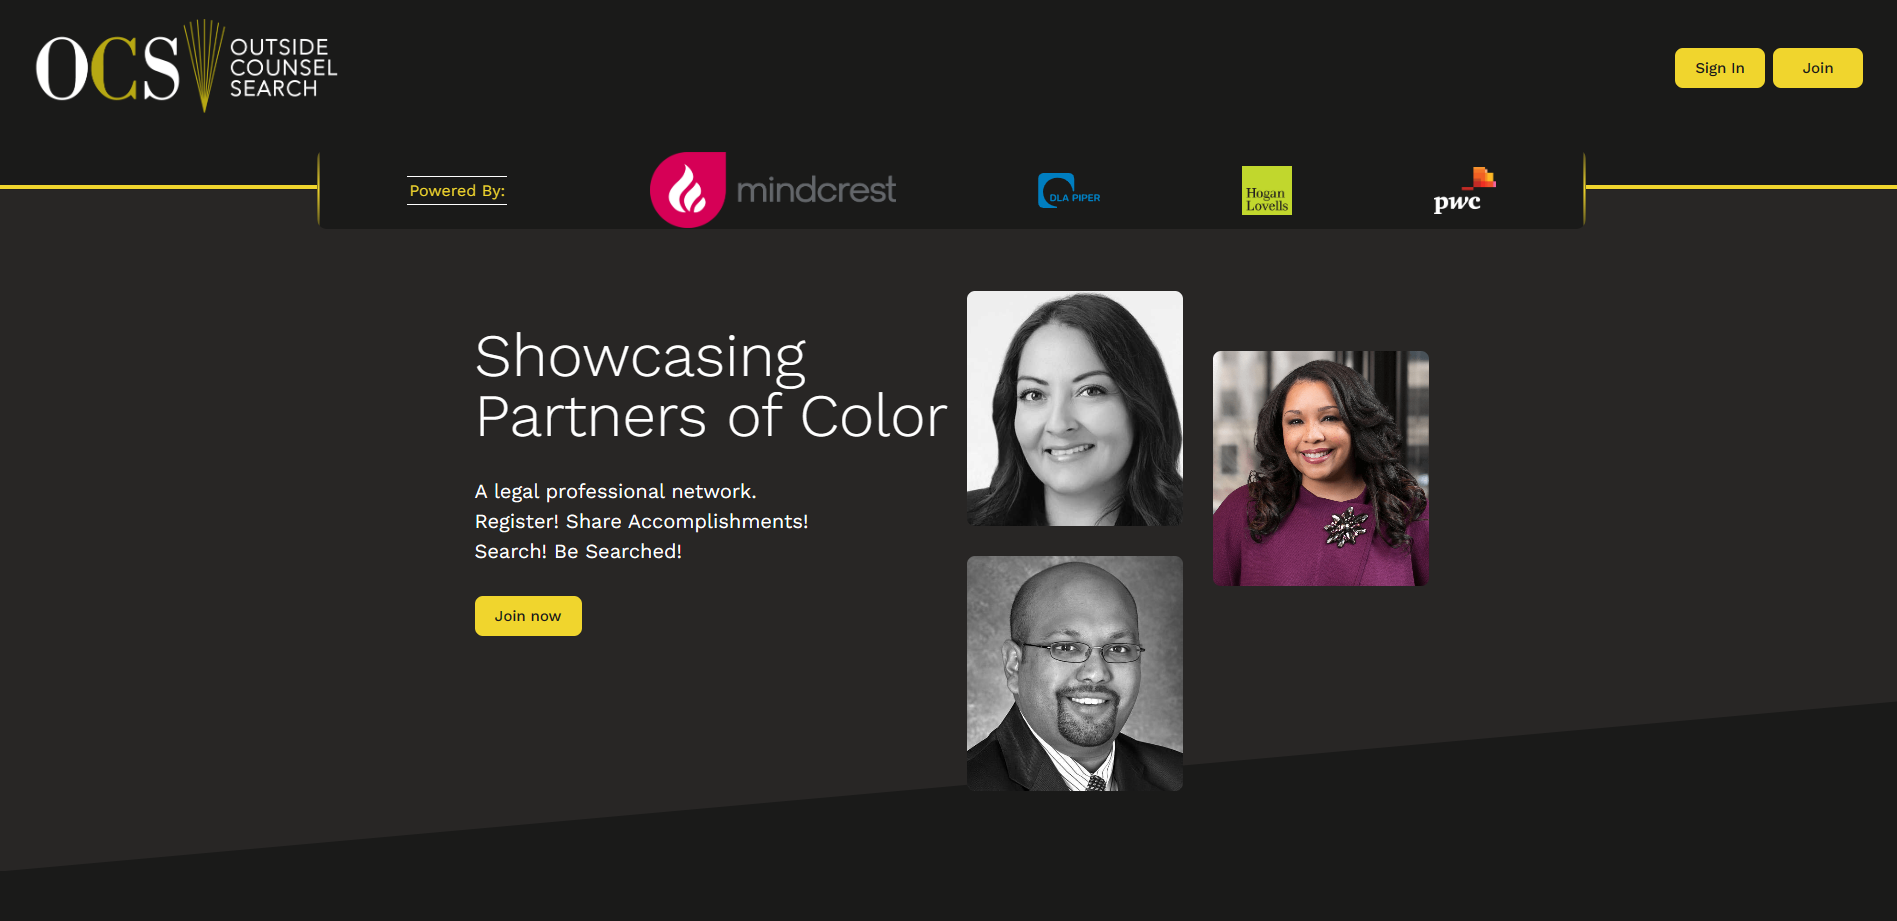 OCS
OUTSIDE
COUNSEL
SEARCH
Sign In
Join
Powered By:
mindcrest
DLA PIPER
Hogan
Lovells
pwc
Showcasing
Partners of Color
A legal professional network.
Register! Share Accomplishments!
Search! Be Searched!
Join now